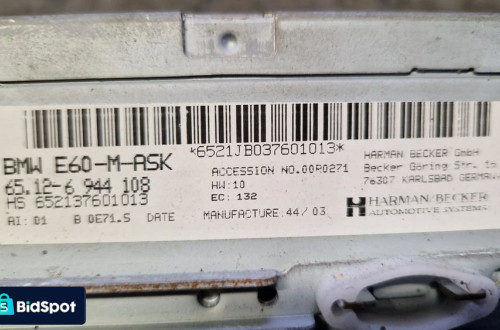 *6521JB037601013*
BMW E60-M-ASK
65.12-6 944 108
HS 652137601013
AI: 01 B 0E71.5 DATE
ACCESSION NO.00R0271
HW:10
EC: 132
MANUFACTURE:44/03
HARMAN BECKER GmbH
Becker Göring Str. 1
76307 KARLSBAD GERMANY
HARMAN/BECKER
AUTOMOTIVE SYSTEMS
BidSpot